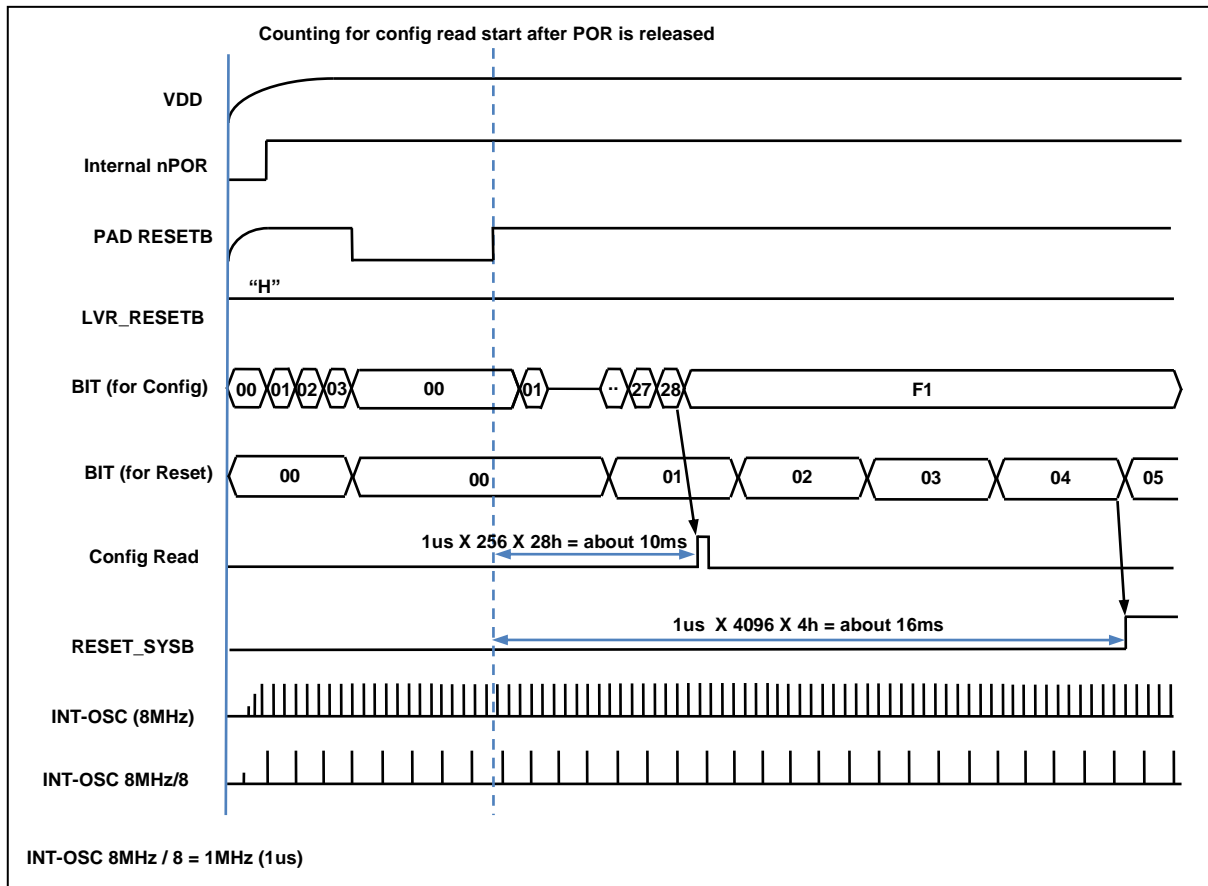 Counting for config read start after POR is released
VDD
Internal nPOR
PAD RESETB
“H”
LVR_RESETB
BIT (for Config)
00 01 02 03 00 01 ·· 27 28 F1
BIT (for Reset)
00 00 01 02 03 04 05
1us X 256 X 28h = about 10ms
Config Read
1us X 4096 X 4h = about 16ms
RESET_SYSB
INT-OSC (8MHz)
INT-OSC 8MHz/8
INT-OSC 8MHz / 8 = 1MHz (1us)